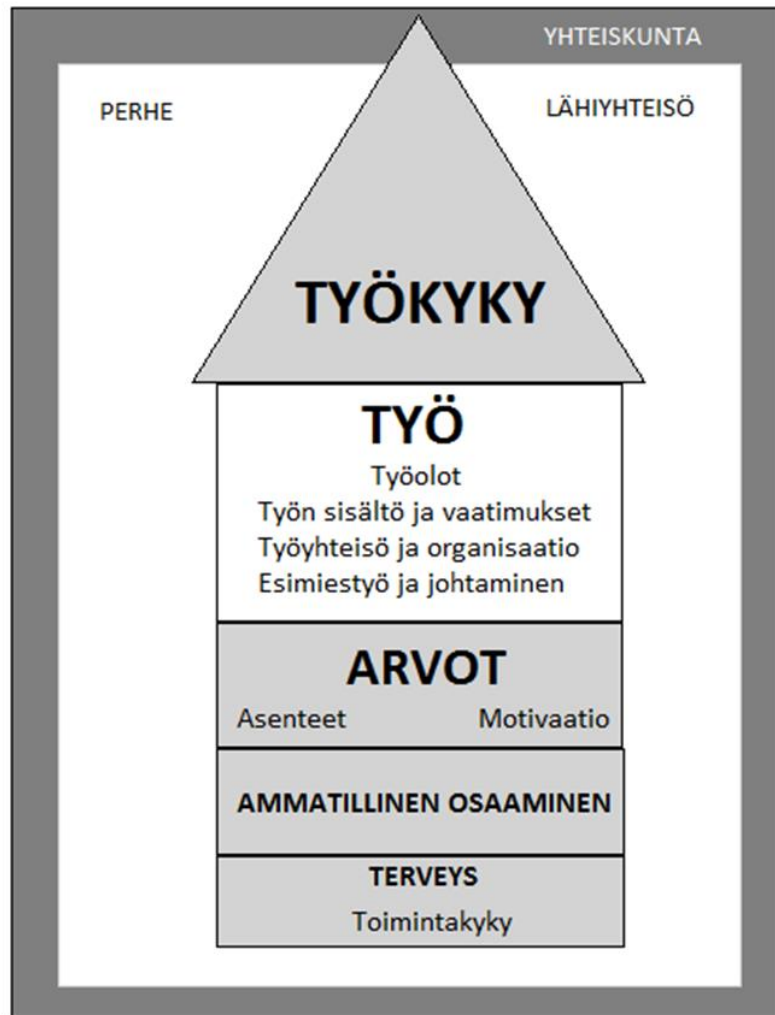 YHTEISKUNTA
PERHE
LÄHIYHTEISÖ
TYÖKYKY
TYÖ
Työolot
Työn sisältö ja vaatimukset
Työyhteisö ja organisaatio
Esimiestyö ja johtaminen
ARVOT
Asenteet Motivaatio
AMMATILLINEN OSAAMINEN
TERVEYS
Toimintakyky